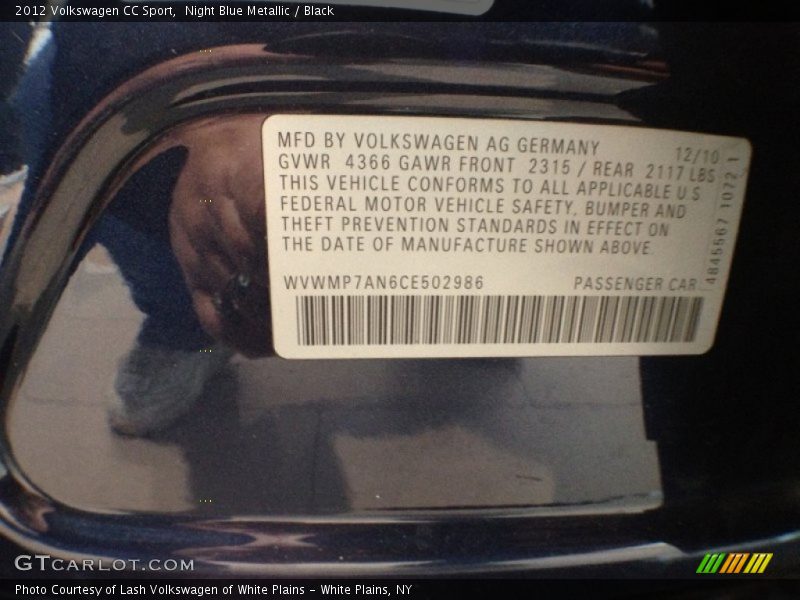 2012 Volkswagen CC Sport, Night Blue Metallic / Black
MFD BY VOLKSWAGEN AG GERMANY 12/10
GVWR 4366 GAWR FRONT 2315 / REAR 2117 LBS
THIS VEHICLE CONFORMS TO ALL APPLICABLE U S
FEDERAL MOTOR VEHICLE SAFETY, BUMPER AND
THEFT PREVENTION STANDARDS IN EFFECT ON
THE DATE OF MANUFACTURE SHOWN ABOVE.
WVWMP7AN6CE502986 PASSENGER CAR
4845567 1072 1
GTCARLOT.COM
Photo Courtesy of Lash Volkswagen of White Plains - White Plains, NY